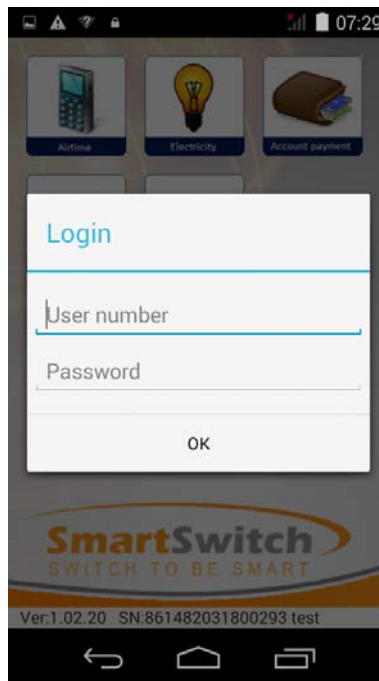 07:29
Airtime
Electricity
Account payment
Login
User number
Password
OK
SmartSwitch
SWITCH TO BE SMART
Ver:1.02.20 SN:861482031800293 test